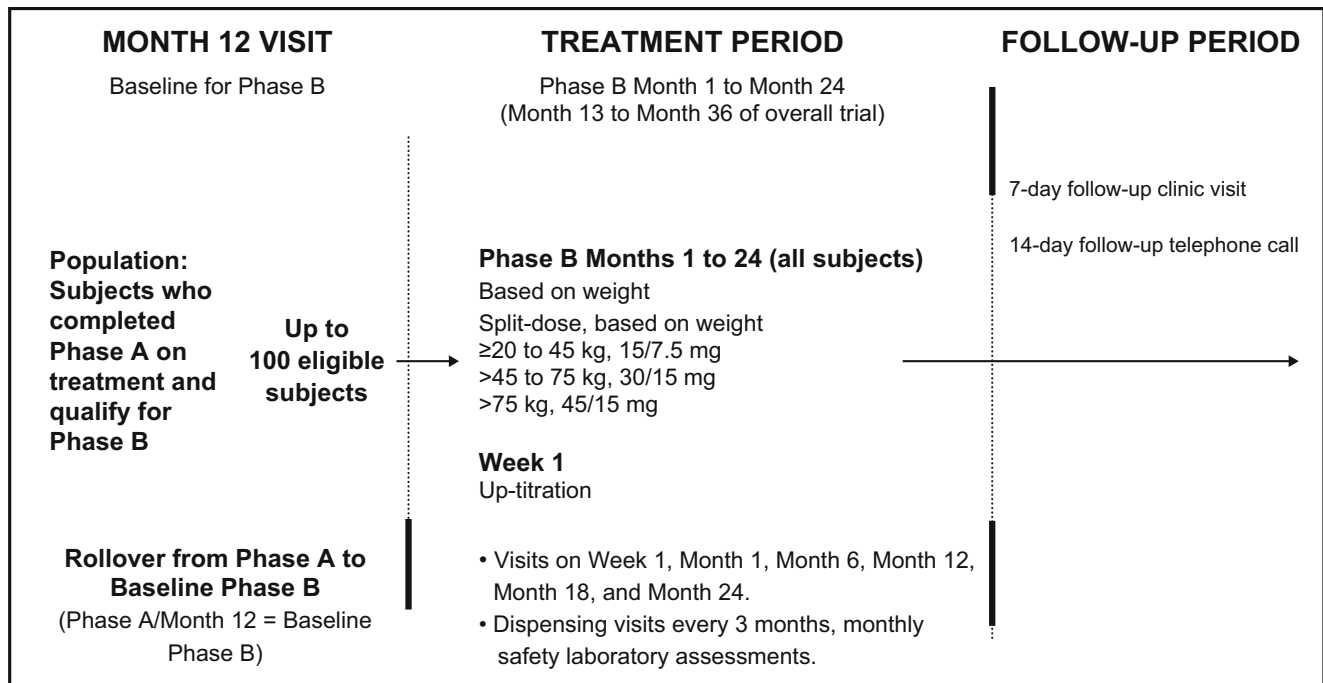 MONTH 12 VISIT
Baseline for Phase B
TREATMENT PERIOD
Phase B Month 1 to Month 24
(Month 13 to Month 36 of overall trial)
FOLLOW-UP PERIOD
Population:
Subjects who
completed
Phase A on
treatment and
qualify for
Phase B
Up to
100 eligible
subjects
Rollover from Phase A to
Baseline Phase B
(Phase A/Month 12 = Baseline
Phase B)
Phase B Months 1 to 24 (all subjects)
Based on weight
Split-dose, based on weight
≥20 to 45 kg, 15/7.5 mg
>45 to 75 kg, 30/15 mg
>75 kg, 45/15 mg
Week 1
Up-titration
• Visits on Week 1, Month 1, Month 6, Month 12,
Month 18, and Month 24.
• Dispensing visits every 3 months, monthly
safety laboratory assessments.
7-day follow-up clinic visit
14-day follow-up telephone call